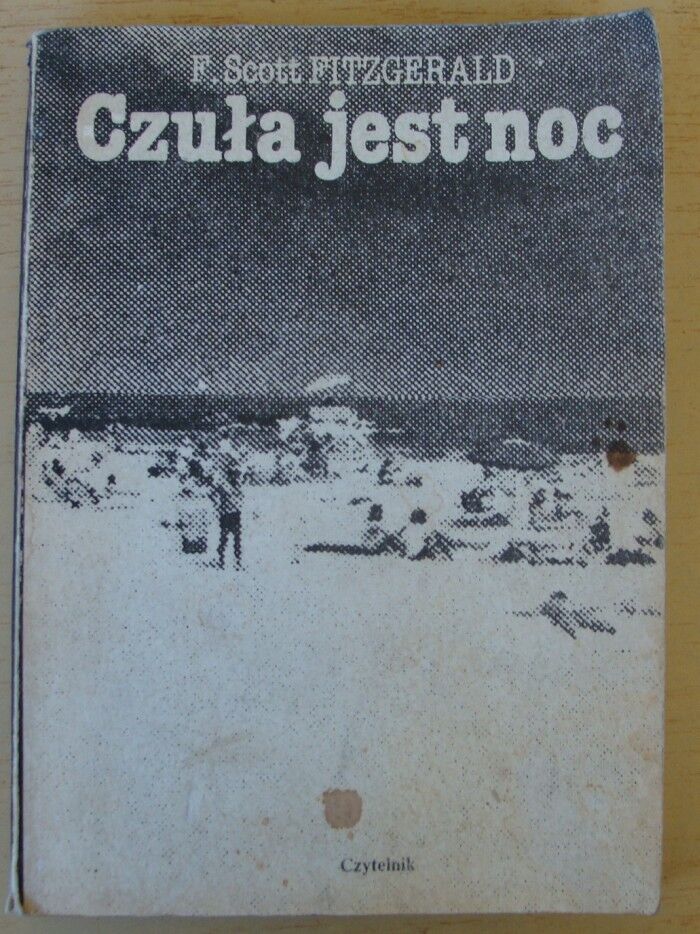 F. Scott FITZGERALD
Czuła jest noc
Czytelnik